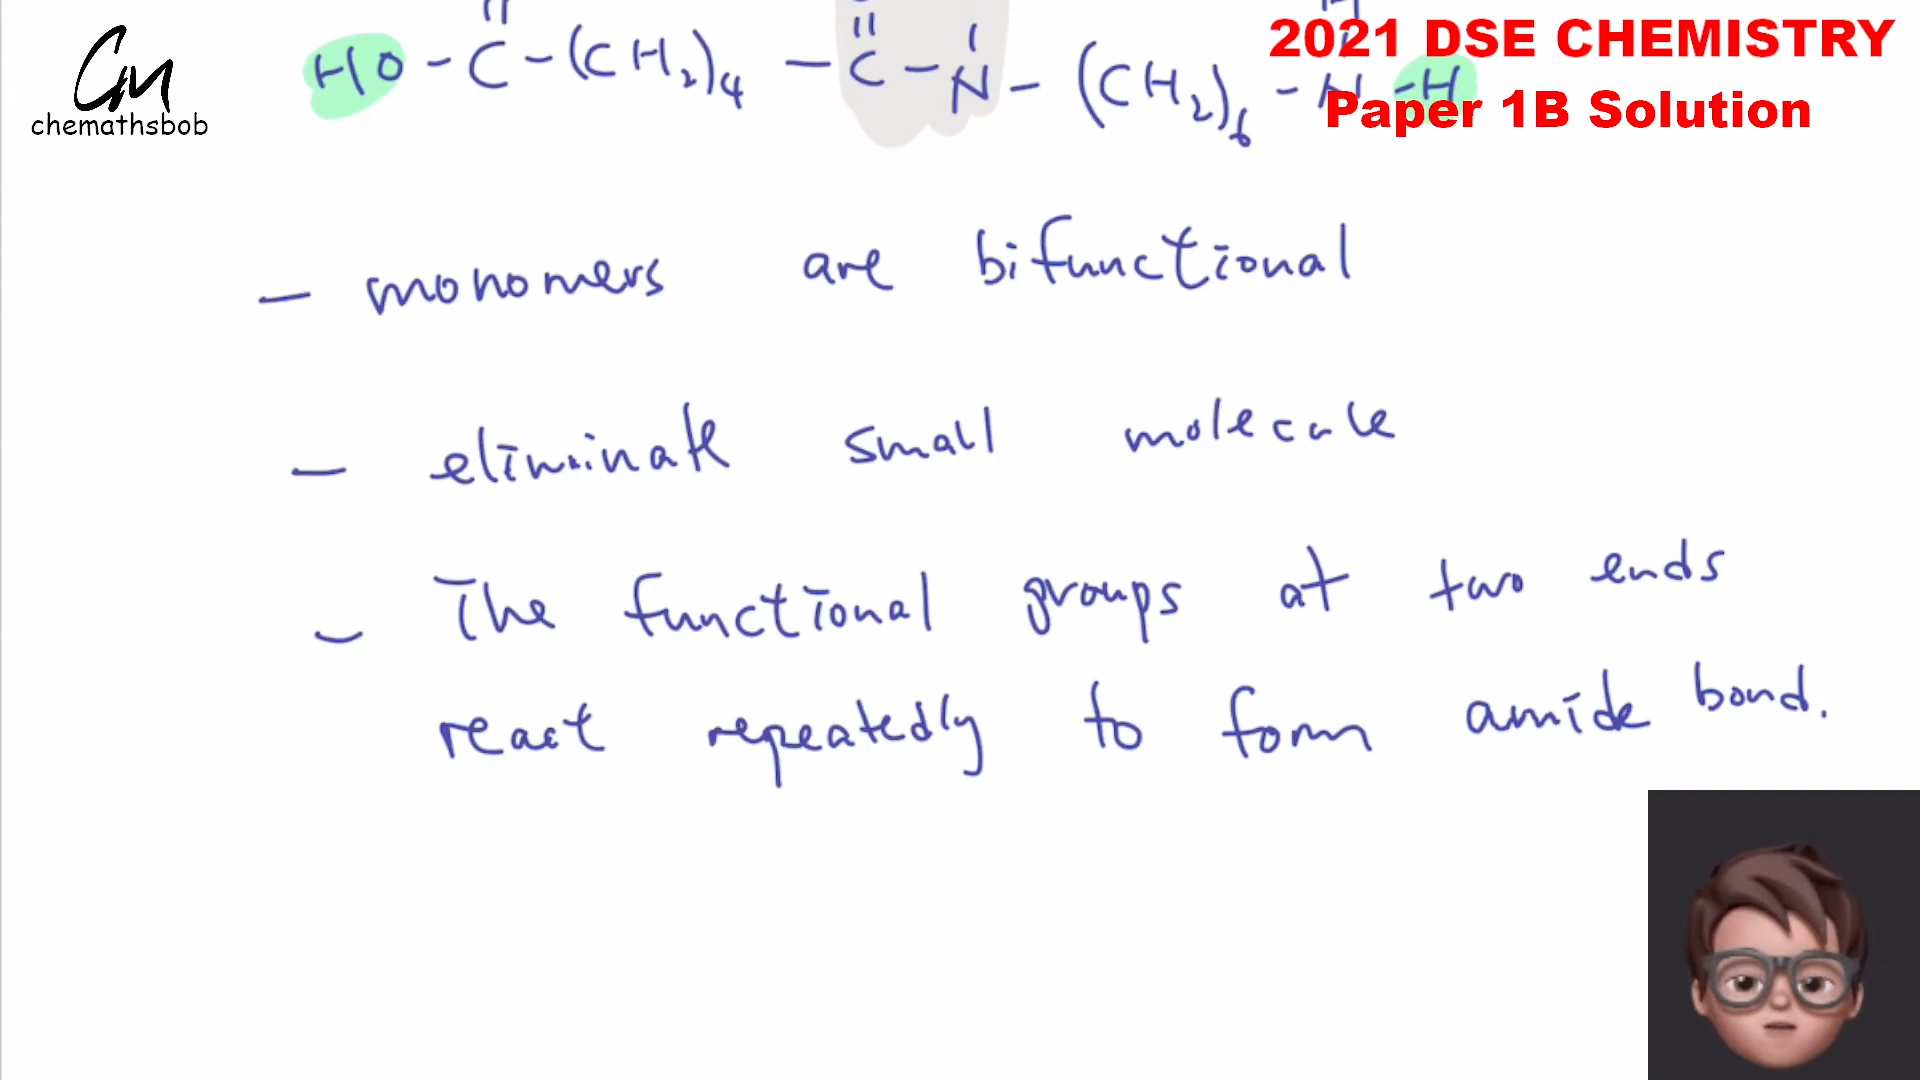 2021 DSE CHEMISTRY
Paper 1B Solution
Cm
chemathsbob
HO - C - (CH2)4 - C - N - (CH2)6 - N - H
- monomers are bifunctional
- eliminate small molecule
- The functional groups at two ends
react repeatedly to form amide bond.